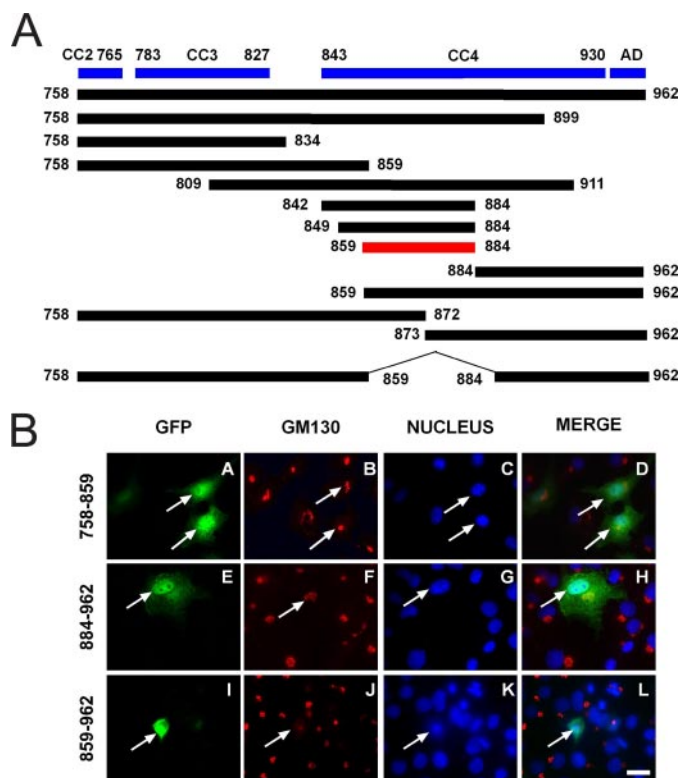 A
CC2 765 783 CC3 827 843 CC4 930 AD
758 962
758 899
758 834
758 859
809 911
842 884
849 884
859 884
884 962
859 962
758 872
873 962
758 859 884 962
B
GFP GM130 NUCLEUS MERGE
758-859 A B C D
884-962 E F G H
859-962 I J K L